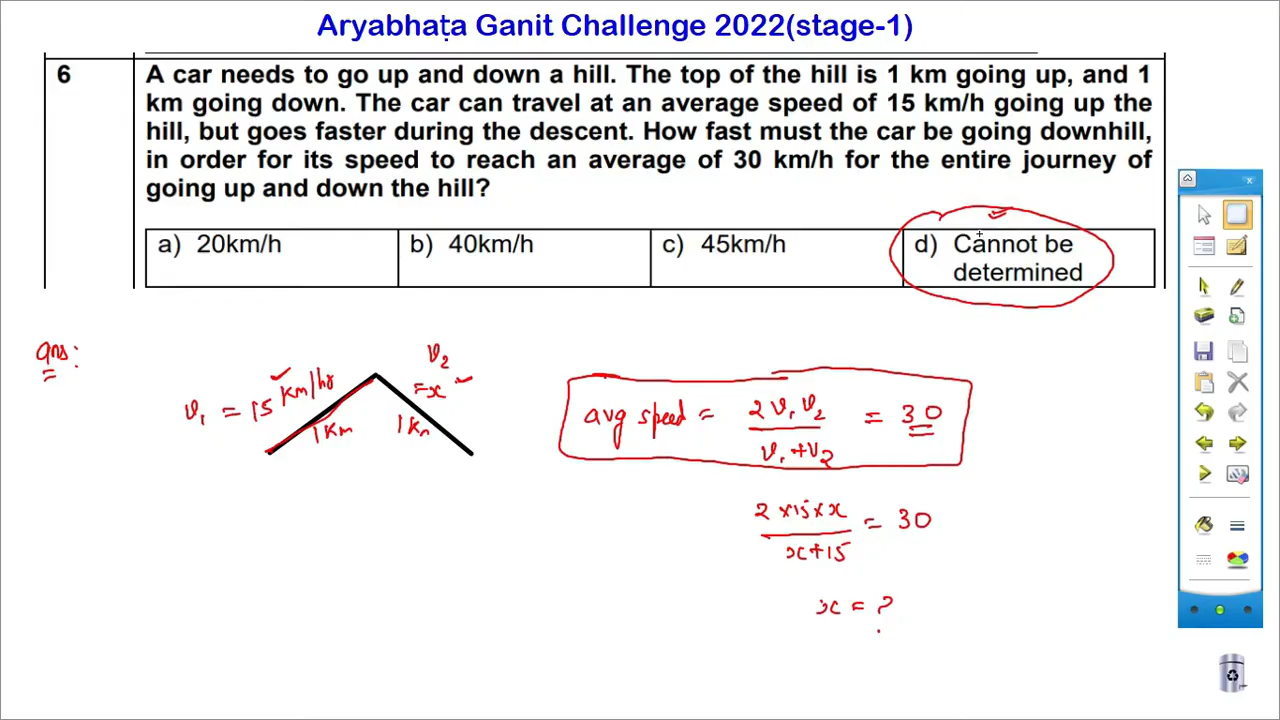 Aryabhaṭa Ganit Challenge 2022(stage-1)
6
A car needs to go up and down a hill. The top of the hill is 1 km going up, and 1
km going down. The car can travel at an average speed of 15 km/h going up the
hill, but goes faster during the descent. How fast must the car be going downhill,
in order for its speed to reach an average of 30 km/h for the entire journey of
going up and down the hill?
a) 20km/h
b) 40km/h
c) 45km/h
d) Cannot be
determined
ans:
v₁ = 15 km/hr
1 km
v₂
=x
1 km
avg speed = 2v₁v₂ / v₁+v₂ = 30
2×15×x / x+15 = 30
x = ?